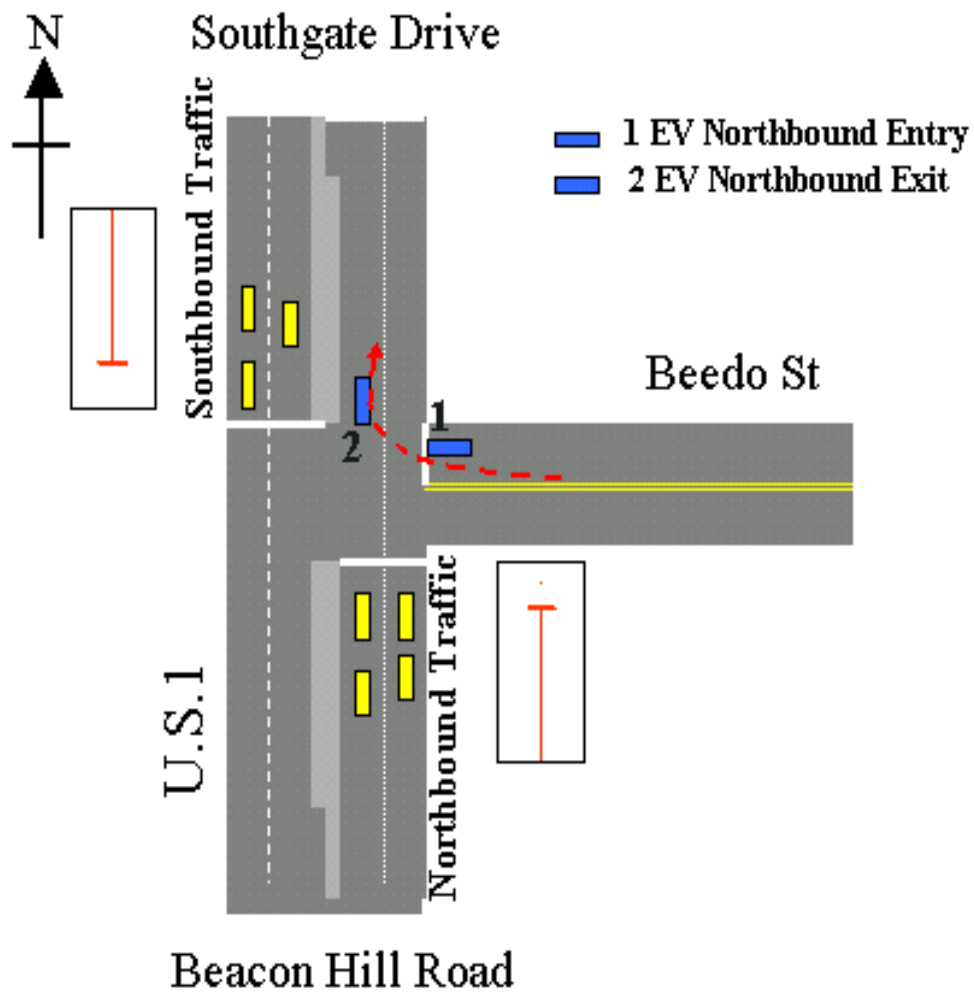 N
Southgate Drive
1 EV Northbound Entry
2 EV Northbound Exit
Southbound Traffic
Beedo St
1
2
U.S.1
Northbound Traffic
Beacon Hill Road